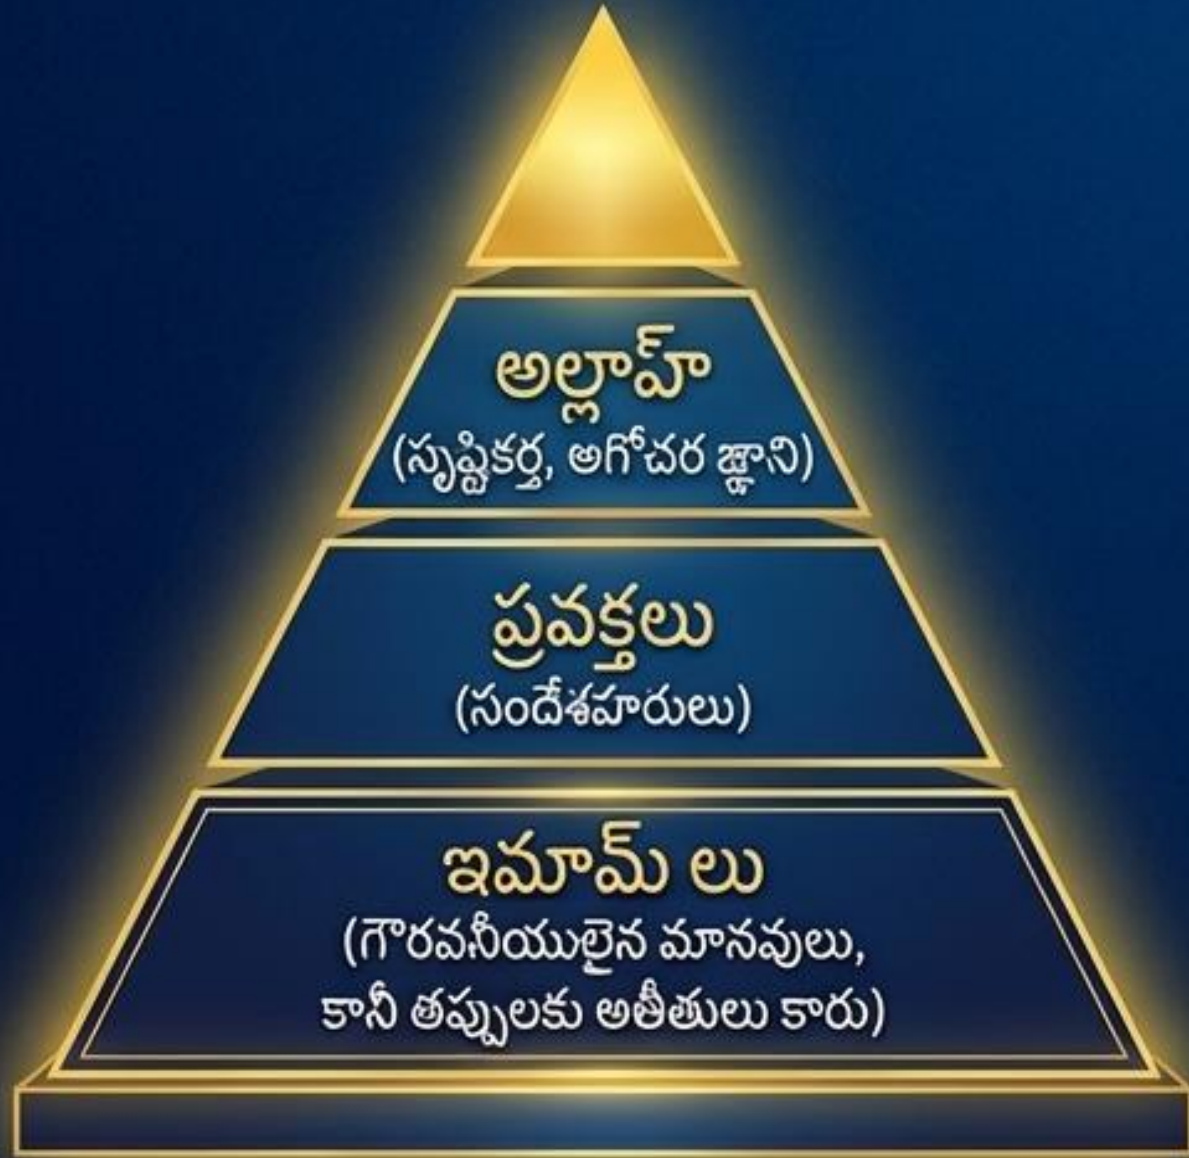 అల్లాహ్
(సృష్టికర్త, అగోచర జ్ఞాని)
ప్రవక్తలు
(సందేశహరులు)
ఇమామ్ లు
(గౌరవనీయులైన మానవులు,
కానీ తప్పులకు అతీతులు కారు)